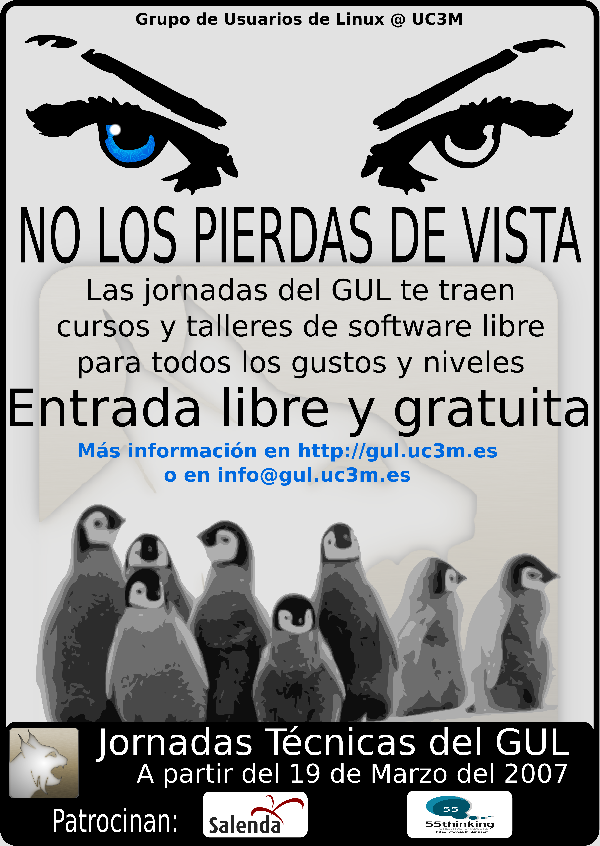 Grupo de Usuarios de Linux @ UC3M
NO LOS PIERDAS DE VISTA
Las jornadas del GUL te traen
cursos y talleres de software libre
para todos los gustos y niveles
Entrada libre y gratuita
Más información en http://gul.uc3m.es
o en info@gul.uc3m.es
Jornadas Técnicas del GUL
A partir del 19 de Marzo del 2007
Patrocinan:
Salenda
55
55thinking